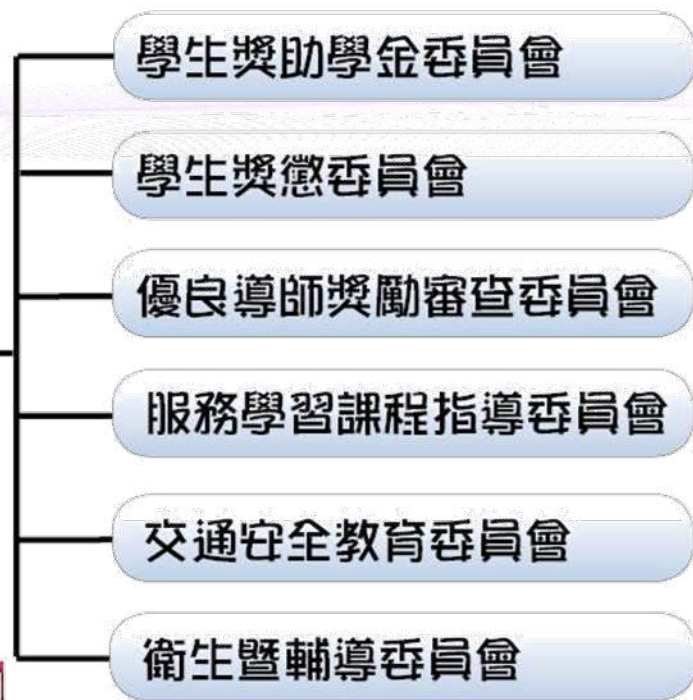 學生獎助學金委員會
學生獎懲委員會
優良導師獎勵審查委員會
服務學習課程指導委員會
交通安全教育委員會
衛生暨輔導委員會